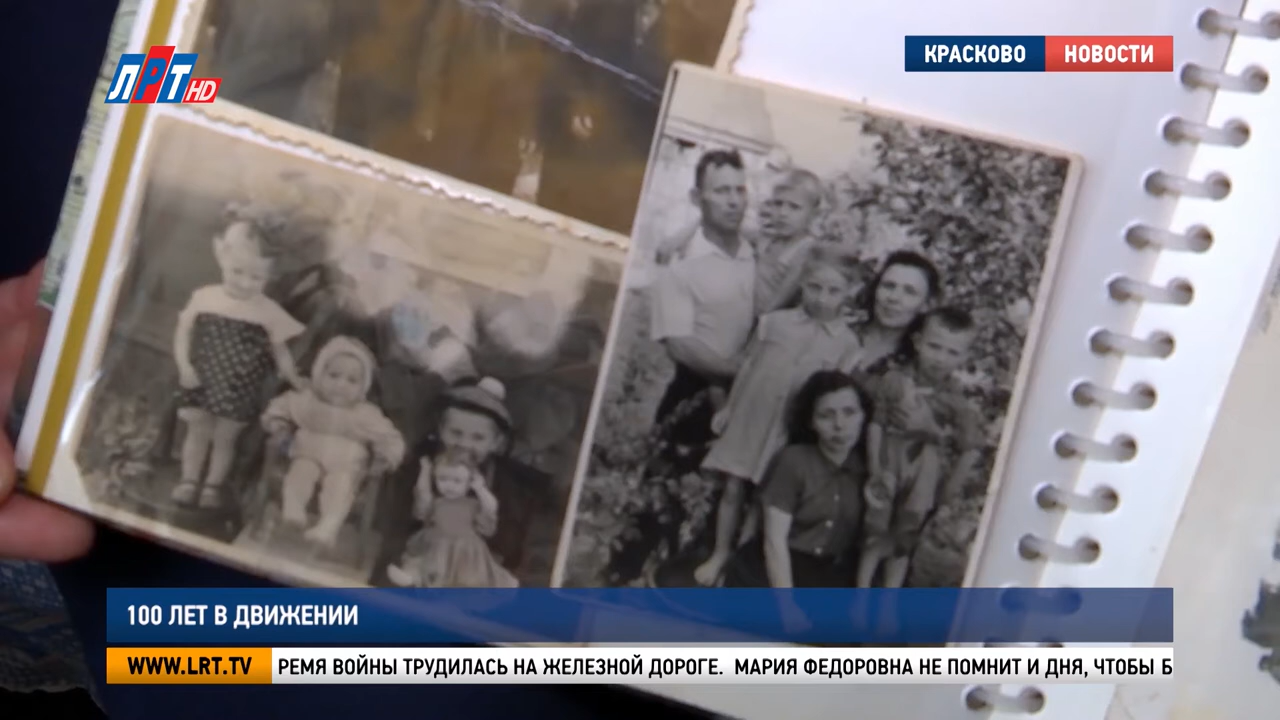 ЛРТ HD
КРАСКОВО НОВОСТИ
100 ЛЕТ В ДВИЖЕНИИ
WWW.LRT.TV РЕМЯ ВОЙНЫ ТРУДИЛАСЬ НА ЖЕЛЕЗНОЙ ДОРОГЕ. МАРИЯ ФЕДОРОВНА НЕ ПОМНИТ И ДНЯ, ЧТОБЫ Б